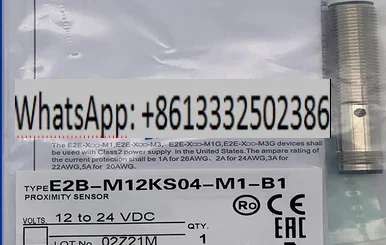 WhatsApp: +8613332502386
The E2E-X□□-M1,E2E-X□□-M3, E2E-X□□-M1G,E2E-X□□-M3G devices shall
be used with Class2 power supply in the United States. The ampere rating of
the current protection shall be 1A for 26AWG, 2A for 24AWG,3A for
22AWG,5A for 20AWG.
TYPE E2B-M12KS04-M1-B1
PROXIMITY SENSOR
VOLTS. 12 to 24 VDC
QTY.
LOT No. 02Z21M
1
Ro
EAC